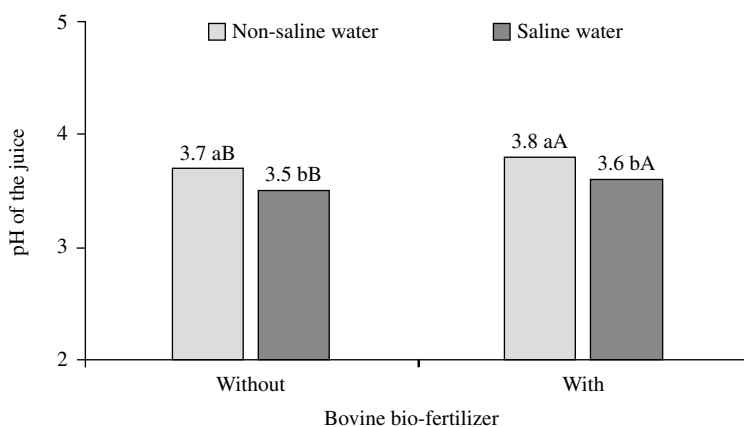 5
Non-saline water Saline water
pH of the juice
4
3
2
3.7 aB
3.5 bB
3.8 aA
3.6 bA
Without With
Bovine bio-fertilizer